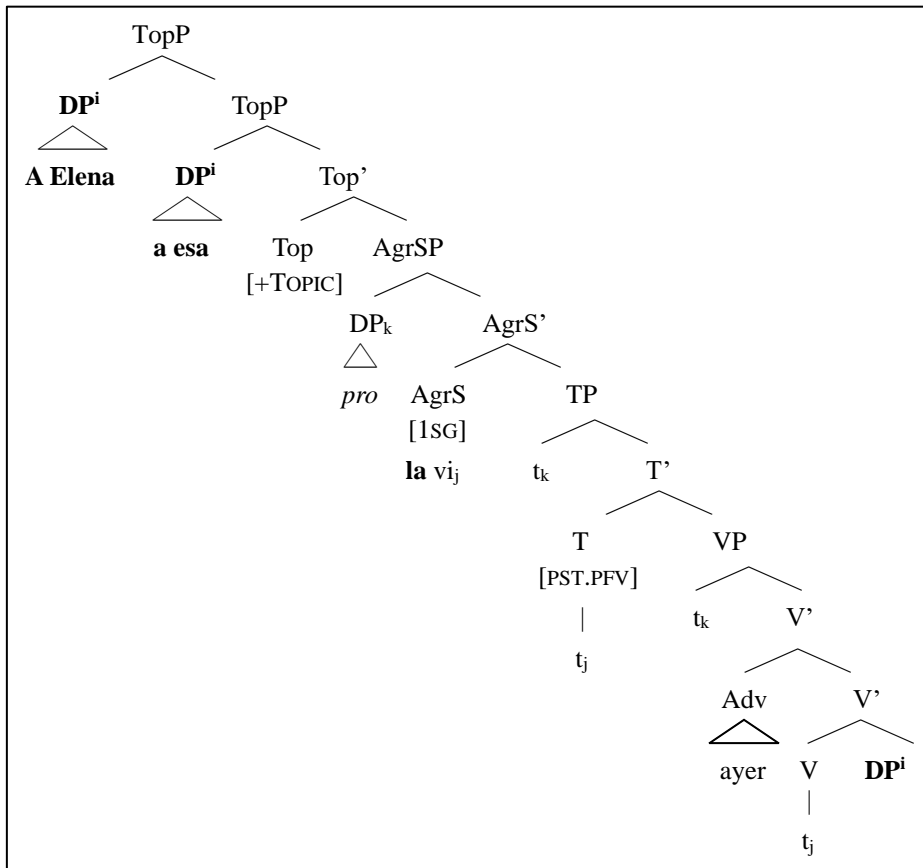 TopP
DPⁱ TopP
A Elena DPⁱ Top’
a esa Top AgrSP
[+TOPIC]
DPₖ AgrS’
pro AgrS TP
[1SG]
la viⱼ tₖ T’
T VP
[PST.PFV]
tₖ V’
tⱼ
Adv V’
ayer V DPⁱ
tⱼ